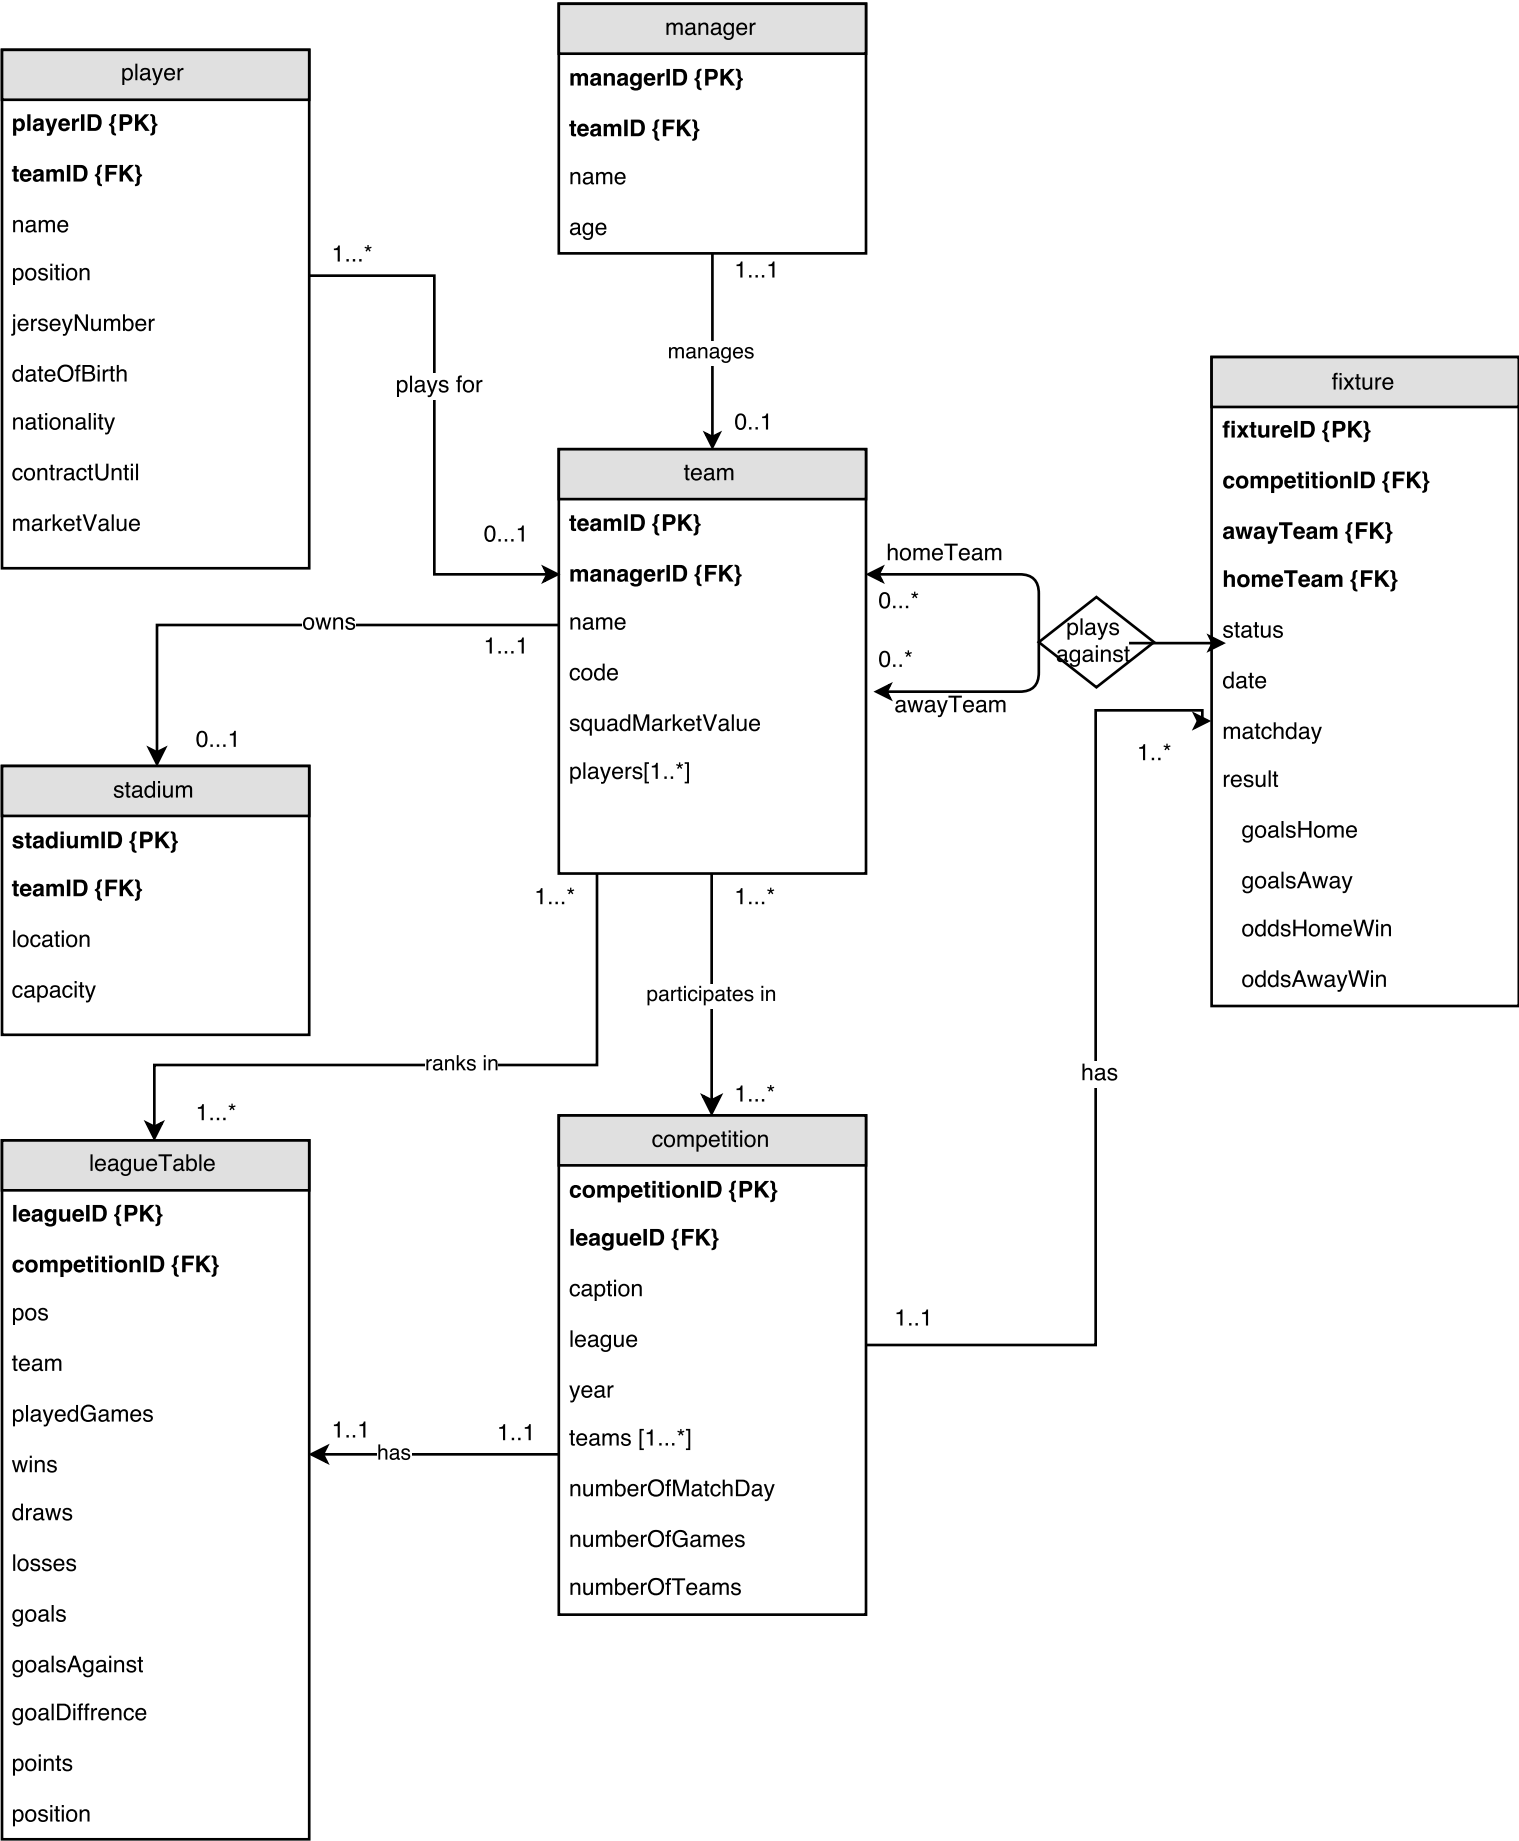 manager
managerID {PK}
teamID {FK}
name
age
player
playerID {PK}
teamID {FK}
name
position
jerseyNumber
dateOfBirth
nationality
contractUntil
marketValue
1...*
plays for
0...1
1...1
manages
0..1
team
teamID {PK}
managerID {FK}
name
code
squadMarketValue
players[1..*]
homeTeam
0...*
0..*
awayTeam
plays
against
fixture
fixtureID {PK}
competitionID {FK}
awayTeam {FK}
homeTeam {FK}
status
date
matchday
result
goalsHome
goalsAway
oddsHomeWin
oddsAwayWin
owns
1...1
0...1
stadium
stadiumID {PK}
teamID {FK}
location
capacity
1...*
ranks in
1...*
1...*
participates in
1...*
1..*
has
1..1
leagueTable
leagueID {PK}
competitionID {FK}
pos
team
playedGames
wins
draws
losses
goals
goalsAgainst
goalDiffrence
points
position
1..1
has
1..1
competition
competitionID {PK}
leagueID {FK}
caption
league
year
teams [1...*]
numberOfMatchDay
numberOfGames
numberOfTeams